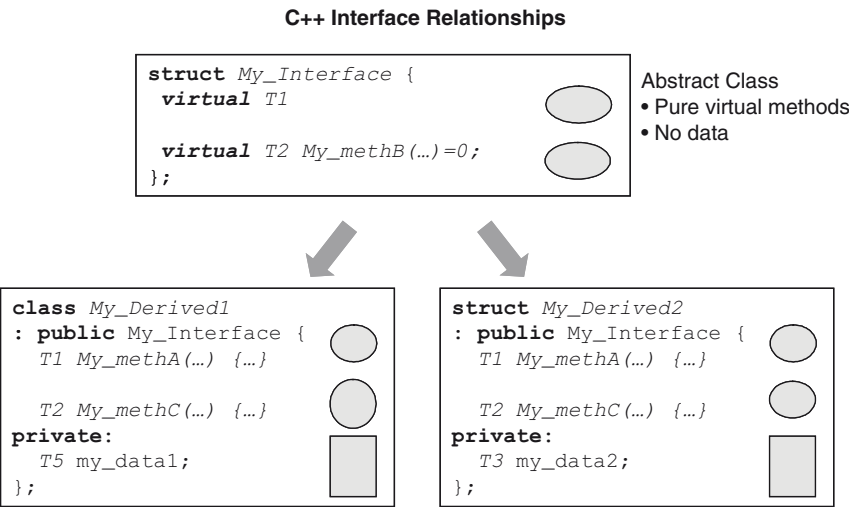 C++ Interface Relationships
struct My_Interface {
virtual T1
virtual T2 My_methB(…)=0;
};
Abstract Class
• Pure virtual methods
• No data
class My_Derived1
: public My_Interface {
T1 My_methA(…) {…}
T2 My_methC(…) {…}
private:
T5 my_data1;
};
struct My_Derived2
: public My_Interface {
T1 My_methA(…) {…}
T2 My_methC(…) {…}
private:
T3 my_data2;
};